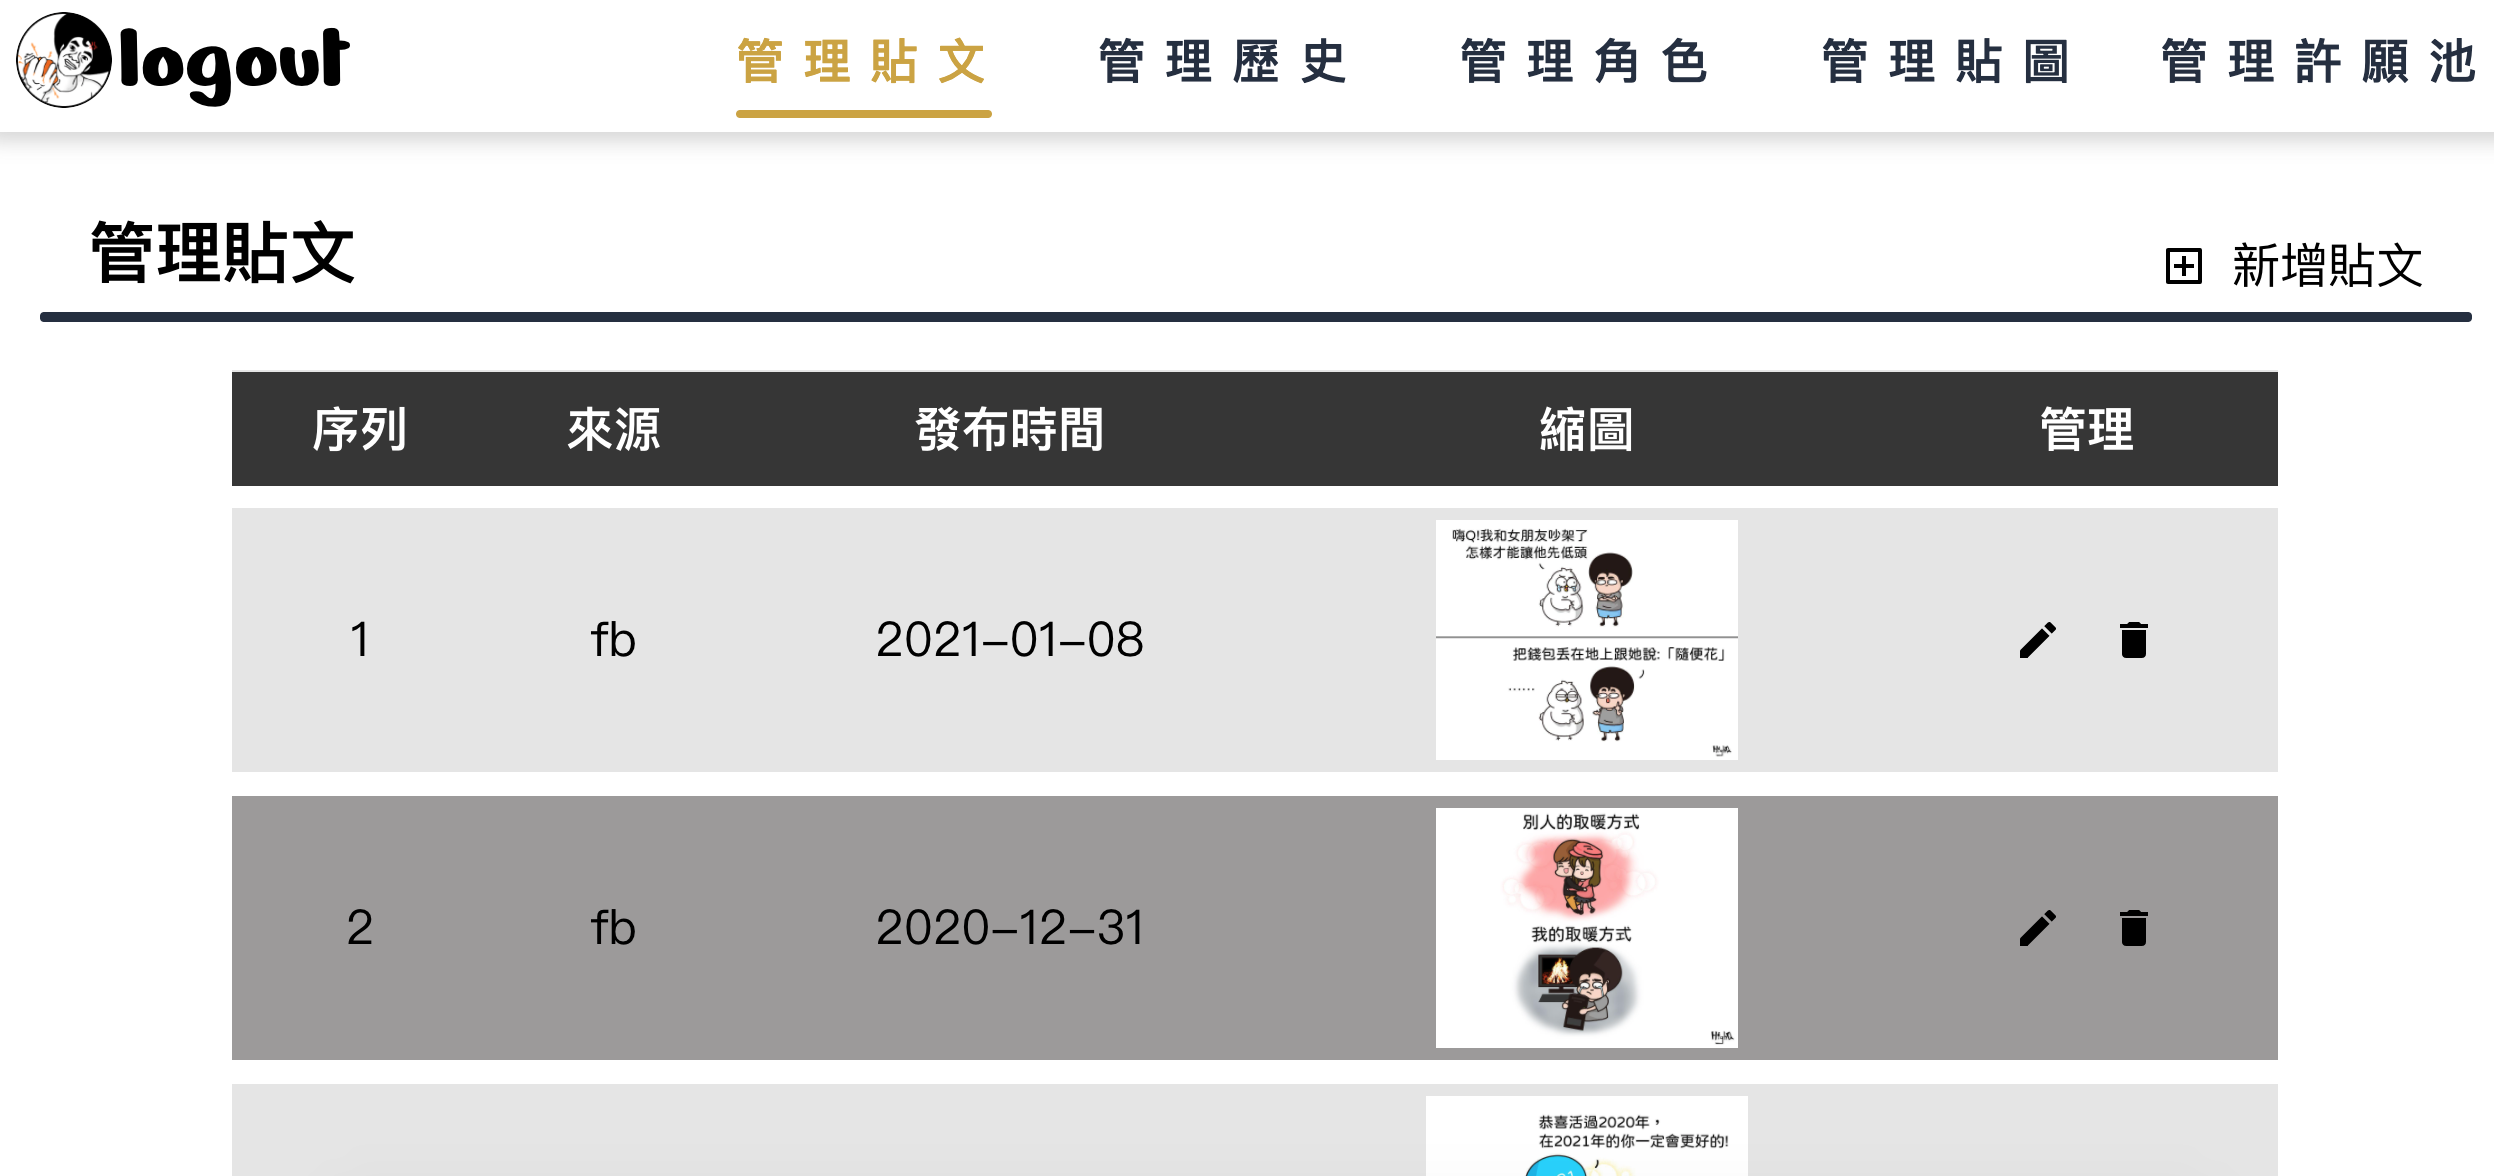 logout 管理貼文 管理歷史 管理角色 管理貼圖 管理許願池
管理貼文
新增貼文
序列 來源 發布時間 縮圖 管理
1 fb 2021-01-08
嗨Q!我和女朋友吵架了
怎樣才能讓他先低頭
把錢包丟在地上跟她說:「隨便花」
......
2 fb 2020-12-31
別人的取暖方式
我的取暖方式
恭喜活過2020年，
在2021年的你一定會更好的!